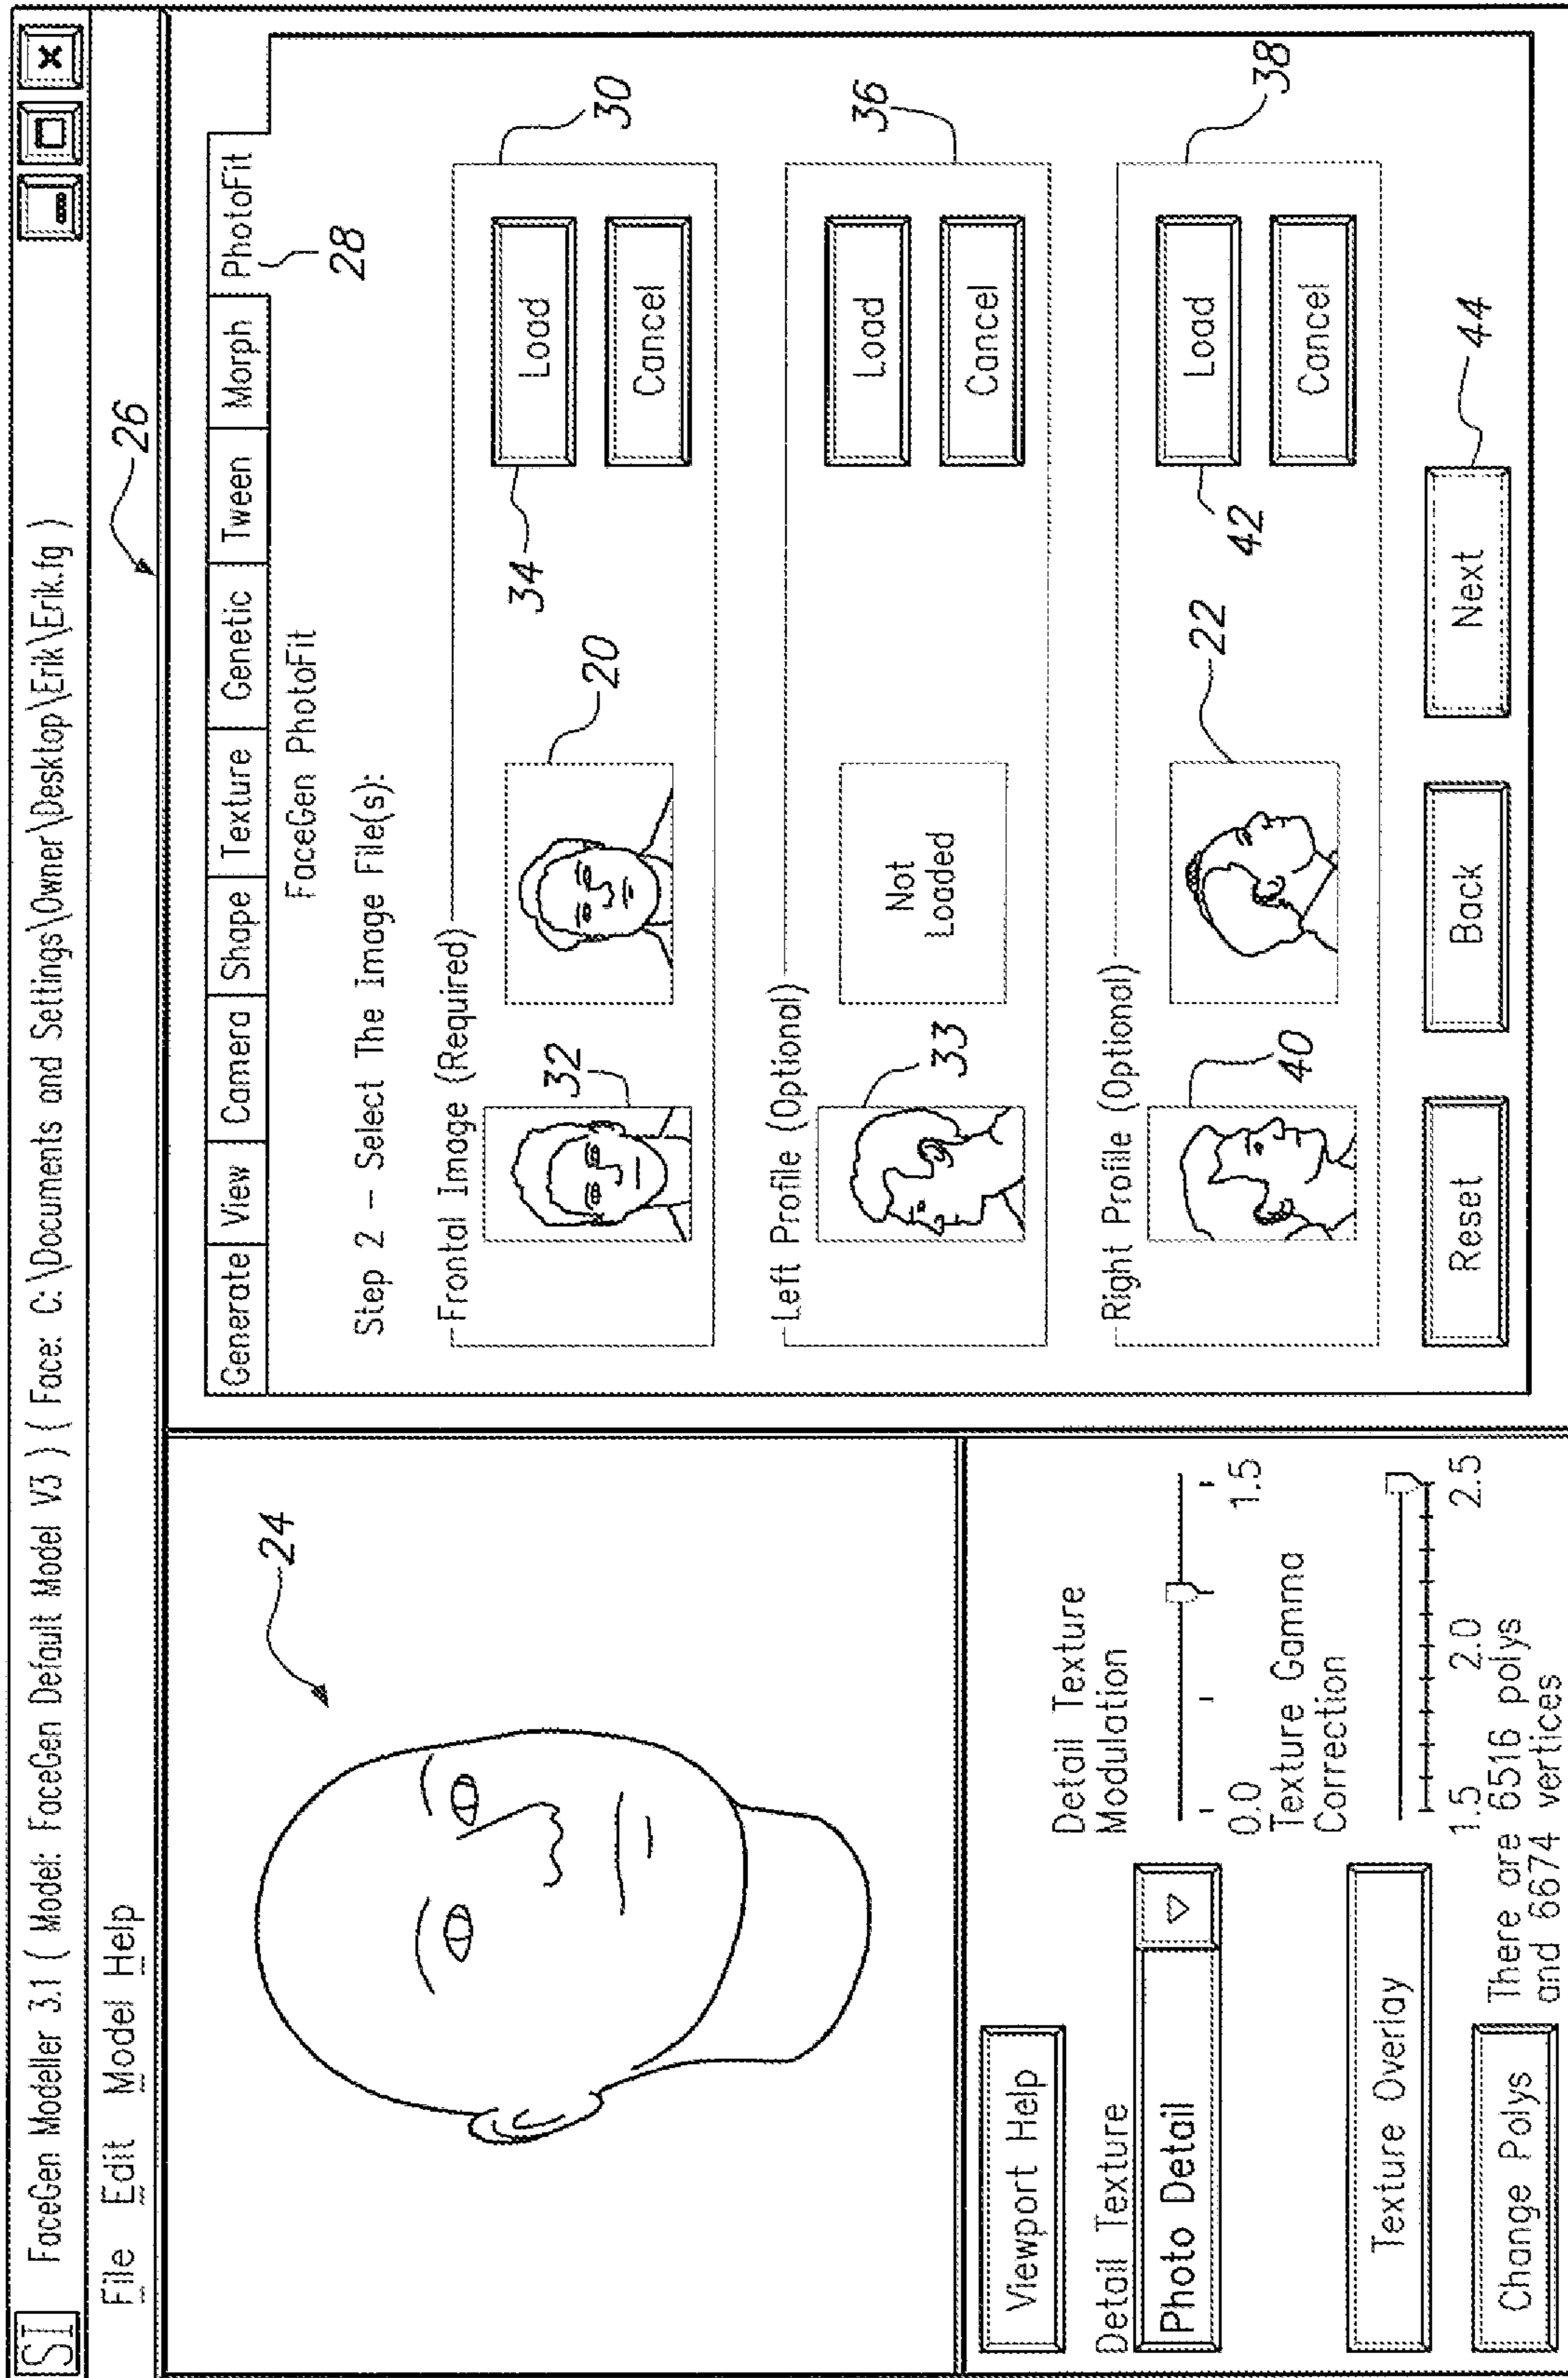 SI FaceGen Modeller 3.1 ( Model: FaceGen Default Model V3 ) ( Face: C:\Documents and Settings\Owner\Desktop\Erik\Erik.fg )
File Edit Model Help
26
24
Generate View Camera Shape Texture Genetic Tween Morph PhotoFit
28
FaceGen PhotoFit
Step 2 - Select The Image File(s):
Frontal Image (Required)
30
32
20
34
Load
Cancel
Left Profile (Optional)
36
33
Not
Loaded
Load
Cancel
Right Profile (Optional)
38
40
22
42
Load
Cancel
44
Reset
Back
Next
Viewport Help
Detail Texture
Photo Detail
Detail Texture
Modulation
0.0 1.5
Texture Gamma
Correction
Texture Overlay
1.5 2.0 2.5
Change Polys
There are 6516 polys
and 6674 vertices